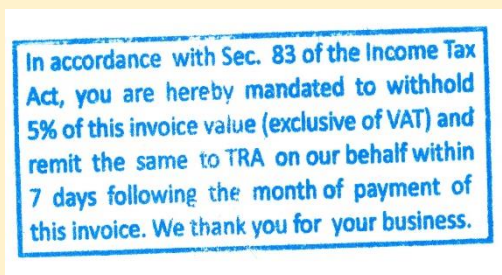 In accordance with Sec. 83 of the Income Tax
Act, you are hereby mandated to withhold
5% of this invoice value (exclusive of VAT) and
remit the same to TRA on our behalf within
7 days following the month of payment of
this invoice. We thank you for your business.